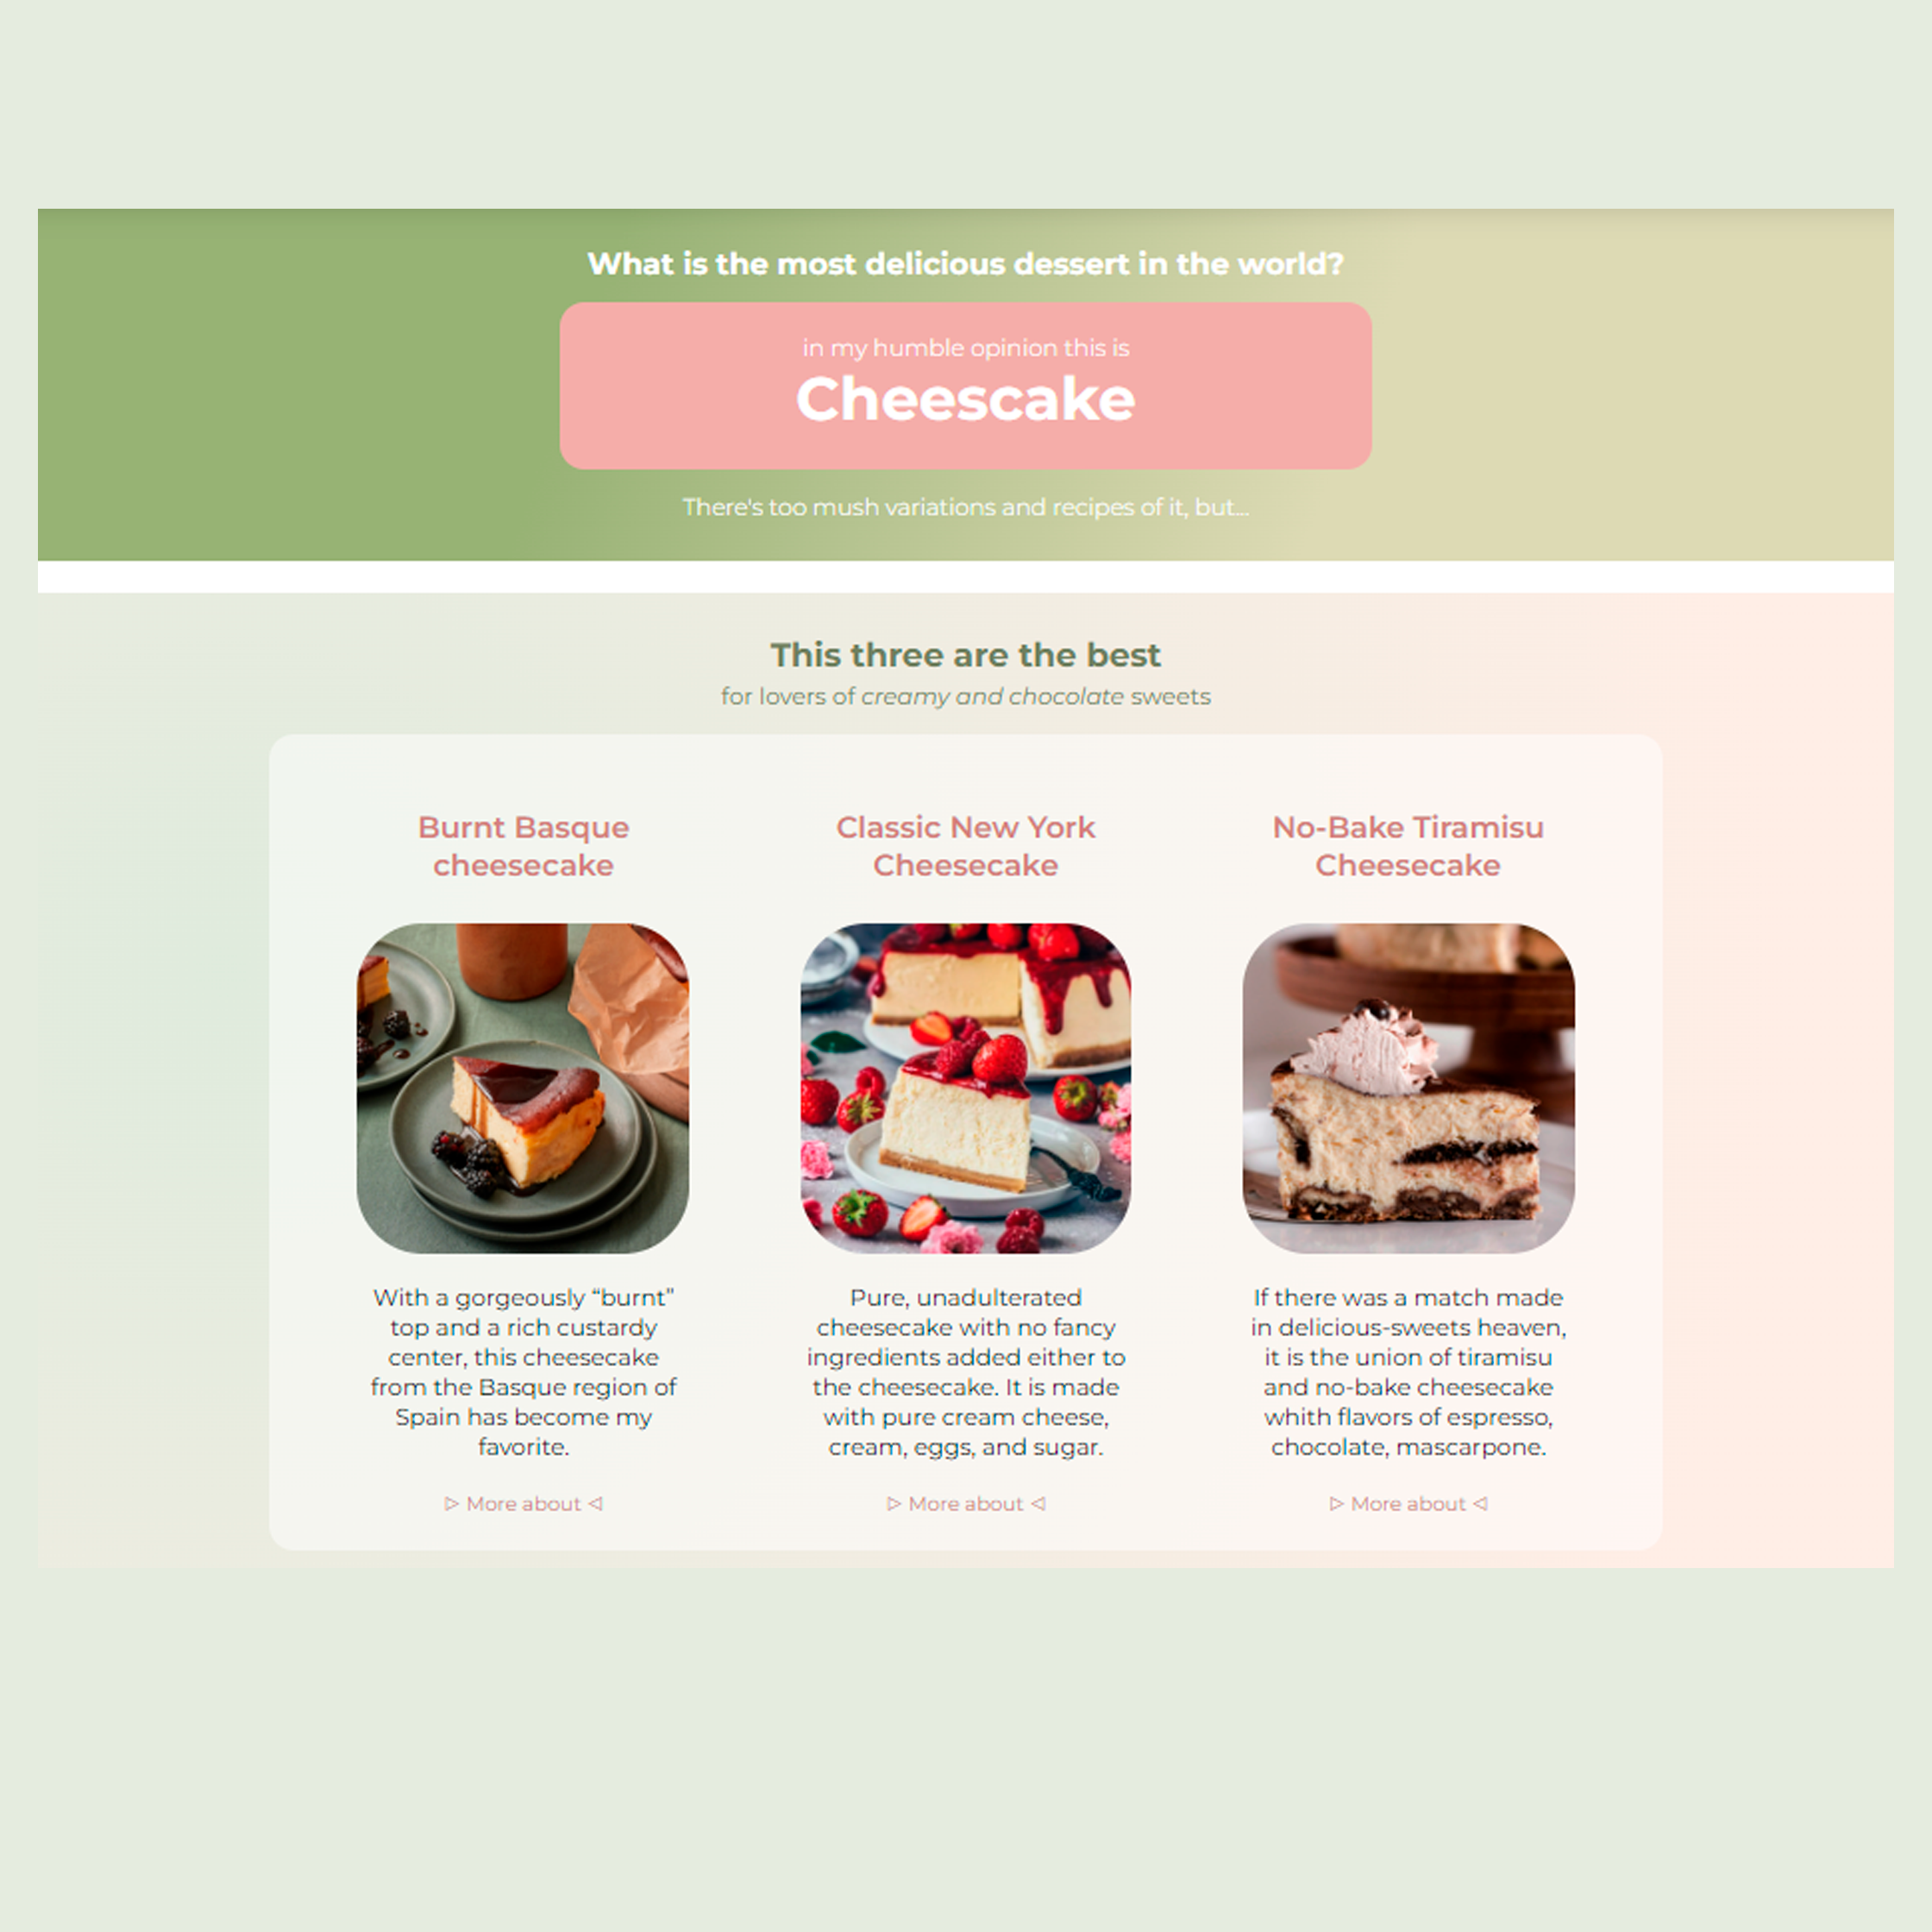 What is the most delicious dessert in the world?
in my humble opinion this is
Cheescake
There's too mush variations and recipes of it, but...
This three are the best
for lovers of creamy and chocolate sweets
Burnt Basque
cheesecake
With a gorgeously “burnt”
top and a rich custardy
center, this cheesecake
from the Basque region of
Spain has become my
favorite.
▷ More about ◁
Classic New York
Cheesecake
Pure, unadulterated
cheesecake with no fancy
ingredients added either to
the cheesecake. It is made
with pure cream cheese,
cream, eggs, and sugar.
▷ More about ◁
No-Bake Tiramisu
Cheesecake
If there was a match made
in delicious-sweets heaven,
it is the union of tiramisu
and no-bake cheesecake
whith flavors of espresso,
chocolate, mascarpone.
▷ More about ◁